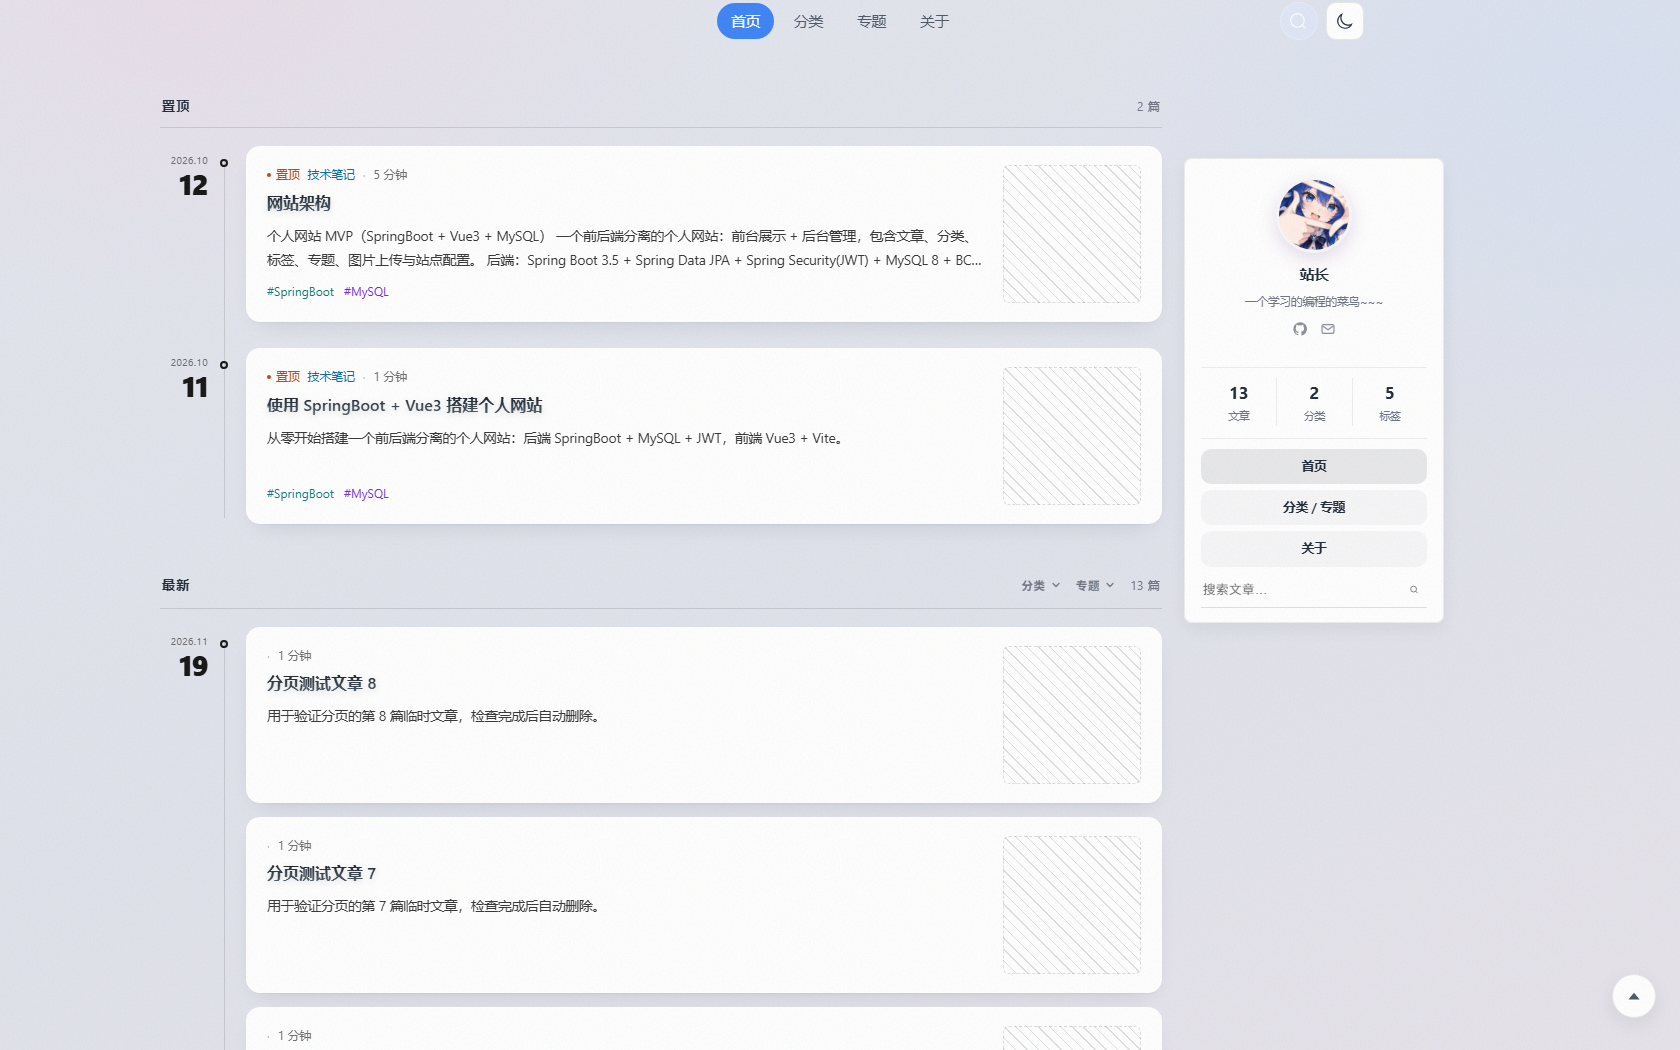 首页 分类 专题 关于
置顶 2 篇
2026.10
12
置顶 技术笔记 · 5 分钟
网站架构
个人网站 MVP（SpringBoot + Vue3 + MySQL） 一个前后端分离的个人网站：前台展示 + 后台管理，包含文章、分类、
标签、专题、图片上传与站点配置。 后端：Spring Boot 3.5 + Spring Data JPA + Spring Security(JWT) + MySQL 8 + BC...
#SpringBoot #MySQL
2026.10
11
置顶 技术笔记 · 1 分钟
使用 SpringBoot + Vue3 搭建个人网站
从零开始搭建一个前后端分离的个人网站：后端 SpringBoot + MySQL + JWT，前端 Vue3 + Vite。
#SpringBoot #MySQL
最新 分类 专题 13 篇
2026.11
19
· 1 分钟
分页测试文章 8
用于验证分页的第 8 篇临时文章，检查完成后自动删除。
· 1 分钟
分页测试文章 7
用于验证分页的第 7 篇临时文章，检查完成后自动删除。
· 1 分钟
站长
一个学习的编程的菜鸟~~~
13 2 5
文章 分类 标签
首页
分类 / 专题
关于
搜索文章...